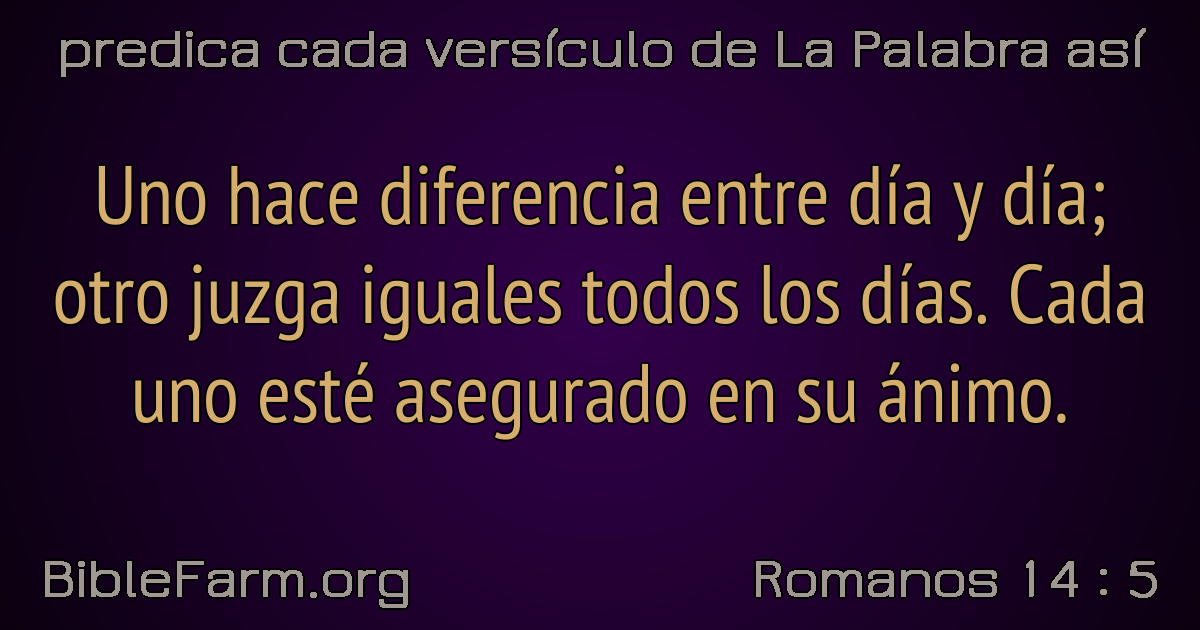 predica cada versículo de La Palabra así
Uno hace diferencia entre día y día;
otro juzga iguales todos los días. Cada
uno esté asegurado en su ánimo.
BibleFarm.org
Romanos 14 : 5